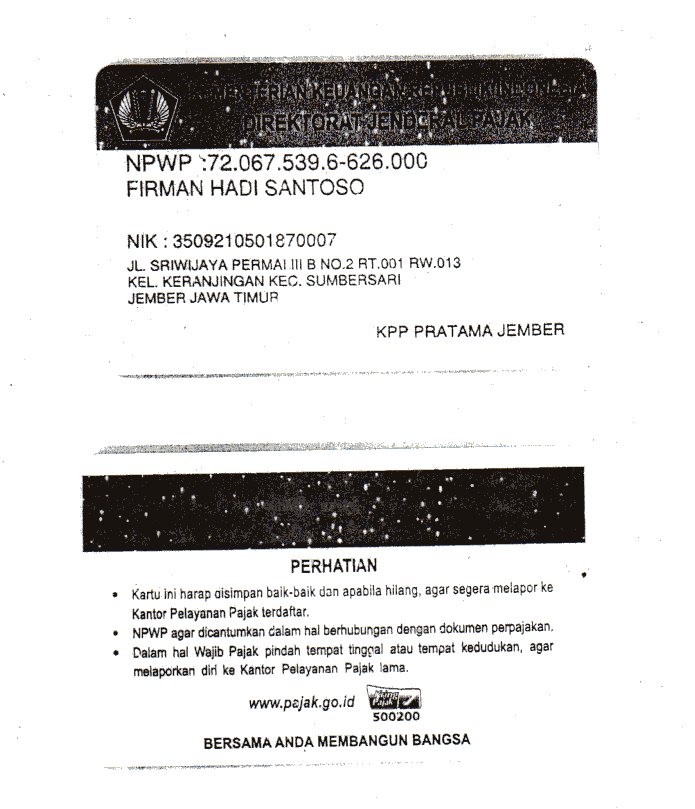 KEMENTERIAN KEUANGAN REPUBLIK INDONESIA
DIREKTORAT JENDERAL PAJAK
NPWP :72.067.539.6-626.000
FIRMAN HADI SANTOSO
NIK : 3509210501870007
JL. SRIWIJAYA PERMAI III B NO.2 RT.001 RW.013
KEL. KERANJINGAN KEC. SUMBERSARI
JEMBER JAWA TIMUR
KPP PRATAMA JEMBER
PERHATIAN
• Kartu ini harap disimpan baik-baik dan apabila hilang, agar segera melapor ke
Kantor Pelayanan Pajak terdaftar.
• NPWP agar dicantumkan dalam hal berhubungan dengan dokumen perpajakan.
• Dalam hal Wajib Pajak pindah tempat tinggal atau tempat kedudukan, agar
melaporkan diri ke Kantor Pelayanan Pajak lama.
www.pajak.go.id
Pajak
500200
BERSAMA ANDA MEMBANGUN BANGSA